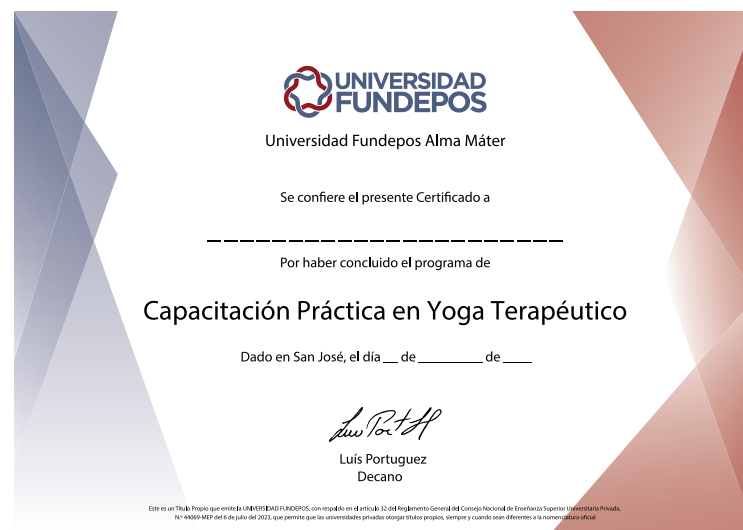 UNIVERSIDAD
FUNDEPOS
Universidad Fundepos Alma Máter
Se confiere el presente Certificado a
Por haber concluido el programa de
Capacitación Práctica en Yoga Terapéutico
Dado en San José, el día __ de ________ de ____
Luís Portuguez
Decano
Este es un Título Propio que emite la UNIVERSIDAD FUNDEPOS, con respaldo en el artículo 32 del Reglamento General del Consejo Nacional de Enseñanza Superior Universitaria Privada,
N.º 44069-MEP del 6 de julio del 2023, que permite que las universidades privadas otorgar títulos propios, siempre y cuando sean diferentes a la nomenclatura oficial